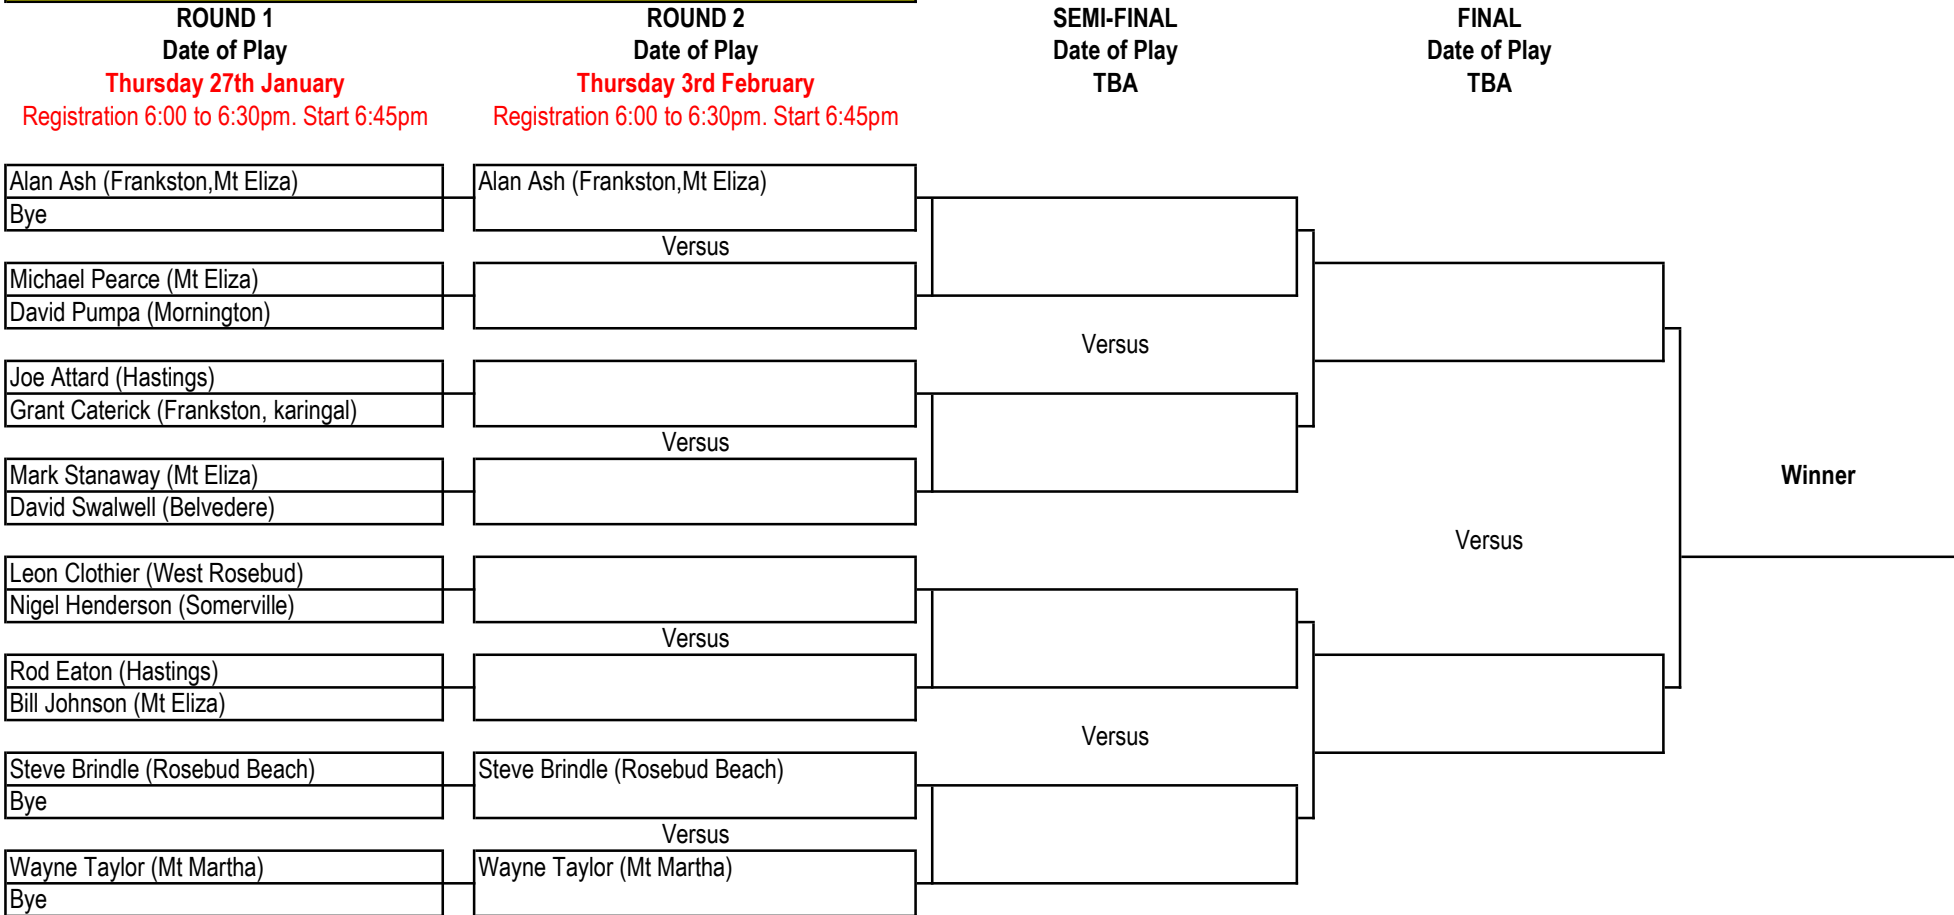 ROUND 1
Date of Play
Thursday 27th January
Registration 6:00 to 6:30pm. Start 6:45pm
ROUND 2
Date of Play
Thursday 3rd February
Registration 6:00 to 6:30pm. Start 6:45pm
SEMI-FINAL
Date of Play
TBA
FINAL
Date of Play
TBA
Alan Ash (Frankston,Mt Eliza)
Bye
Michael Pearce (Mt Eliza)
David Pumpa (Mornington)
Joe Attard (Hastings)
Grant Caterick (Frankston, karingal)
Mark Stanaway (Mt Eliza)
David Swalwell (Belvedere)
Leon Clothier (West Rosebud)
Nigel Henderson (Somerville)
Rod Eaton (Hastings)
Bill Johnson (Mt Eliza)
Steve Brindle (Rosebud Beach)
Bye
Wayne Taylor (Mt Martha)
Bye
Alan Ash (Frankston,Mt Eliza)
Versus
Versus
Versus
Steve Brindle (Rosebud Beach)
Versus
Wayne Taylor (Mt Martha)
Versus
Versus
Versus
Winner